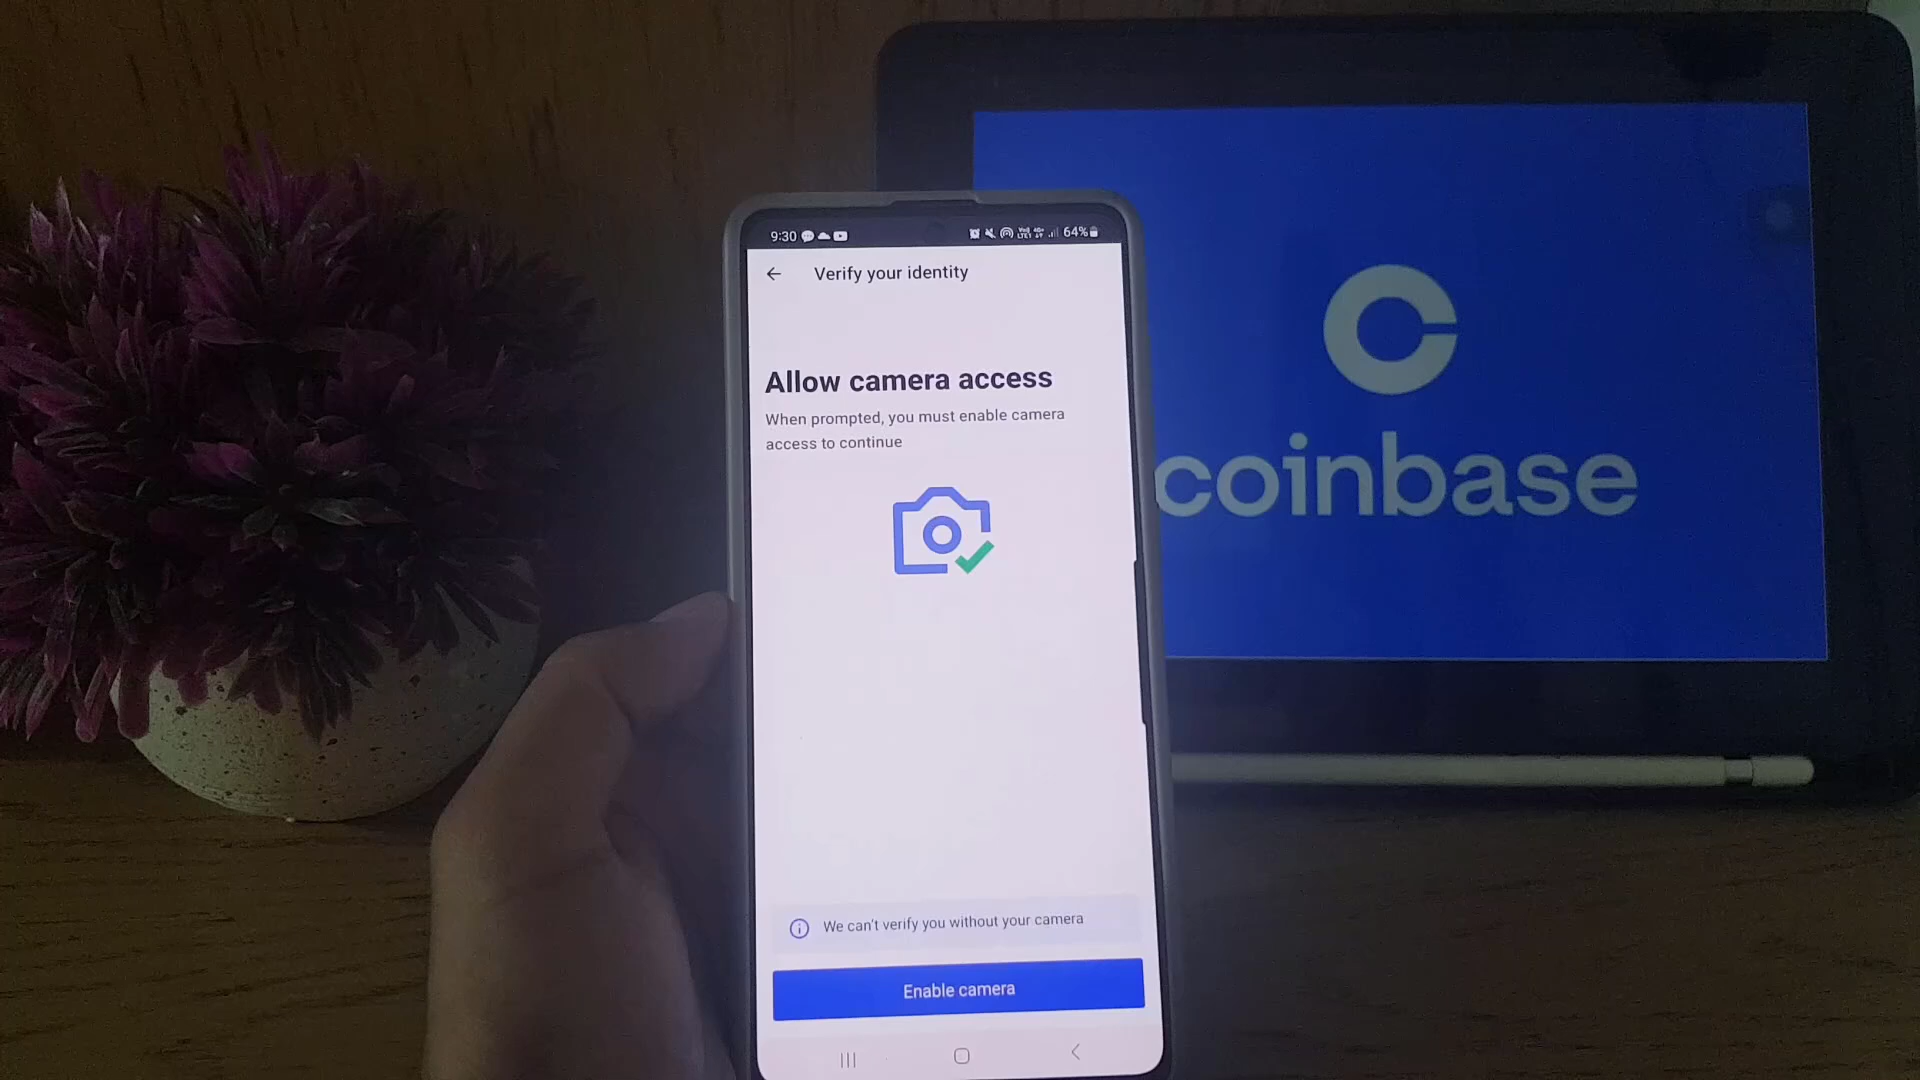 9:30
64%
Verify your identity
Allow camera access
When prompted, you must enable camera
access to continue
We can't verify you without your camera
Enable camera
coinbase